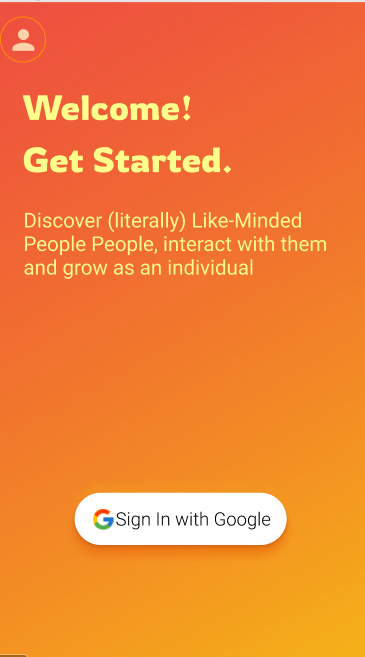 Welcome!
Get Started.
Discover (literally) Like-Minded
People People, interact with them
and grow as an individual
Sign In with Google